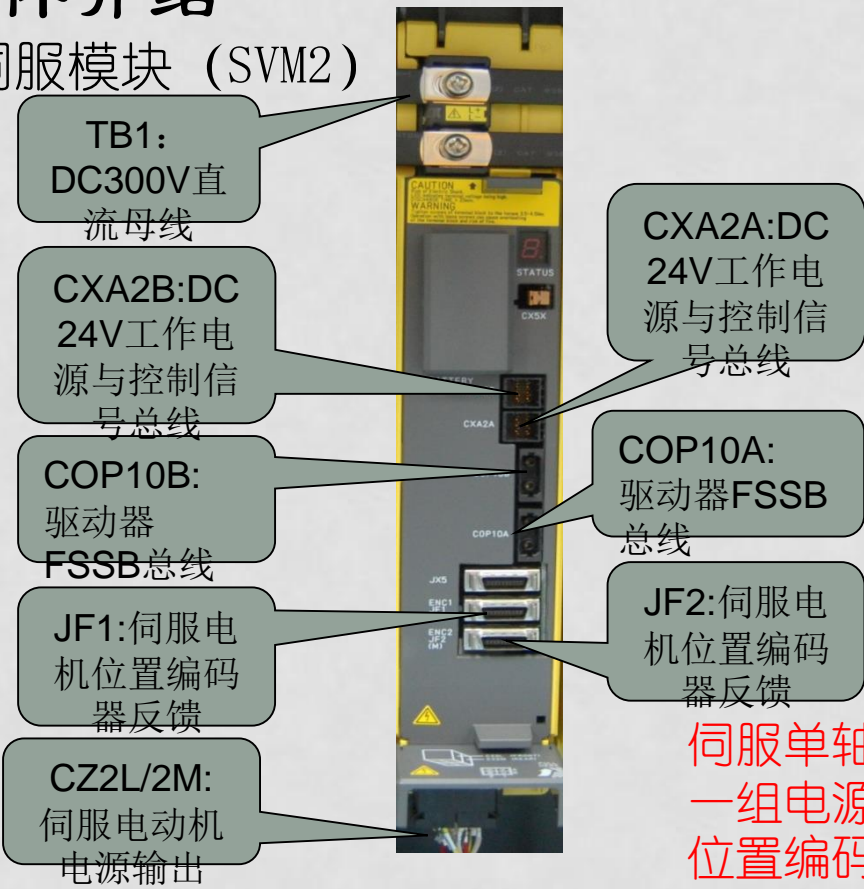 件介绍
伺服模块（SVM2）
TB1：
DC300V直
流母线
CXA2B:DC
24V工作电
源与控制信
号总线
COP10B:
驱动器
FSSB总线
JF1:伺服电
机位置编码
器反馈
CZ2L/2M:
伺服电动机
电源输出
CAUTION
WARNING
STATUS
CX5X
CXA2A
COP10A
JX5
ENC1
JF1
ENC2
JF2
(M)
CXA2A:DC
24V工作电
源与控制信
号总线
COP10A:
驱动器FSSB
总线
JF2:伺服电
机位置编码
器反馈
伺服单轴
一组电源
位置编码